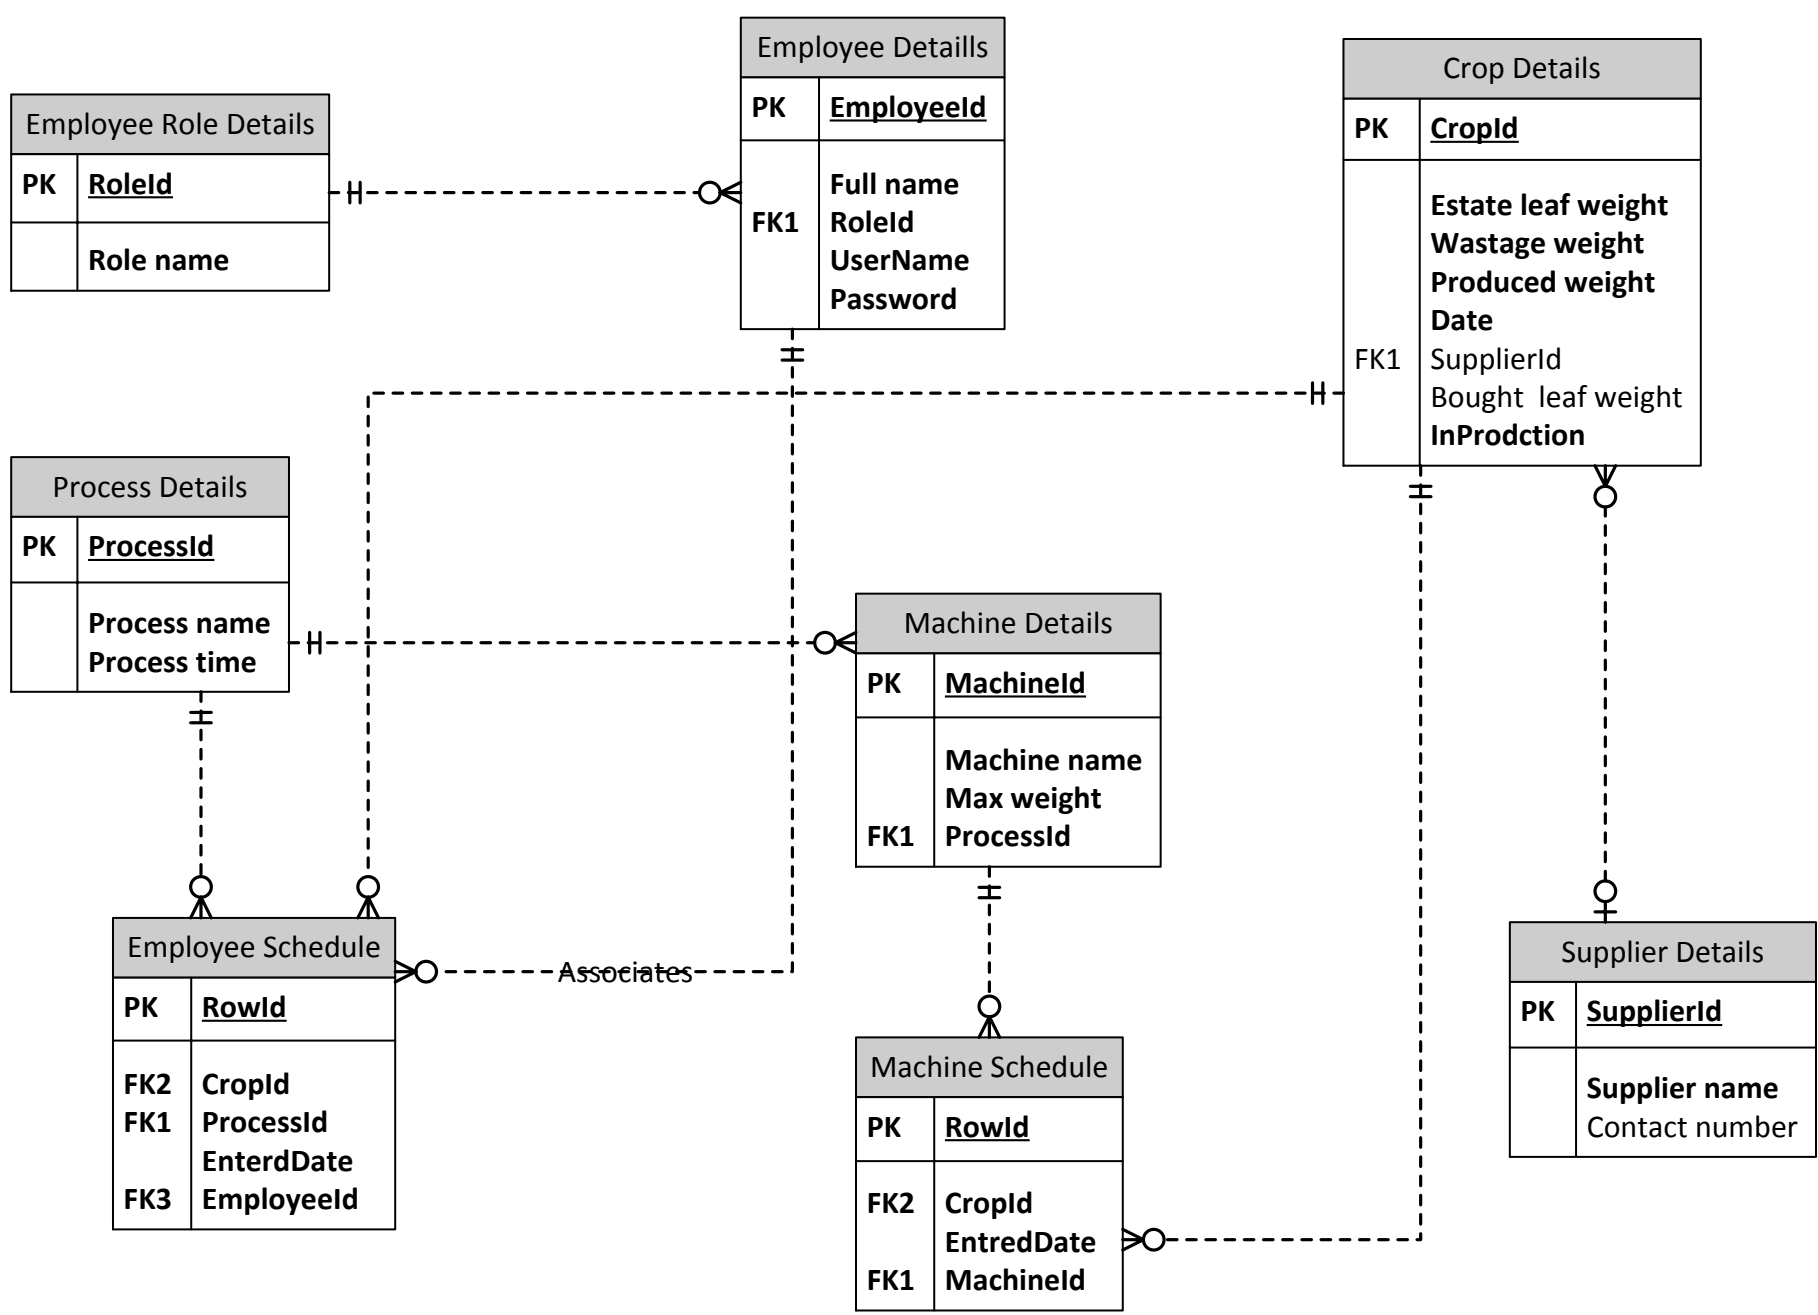 Employee Role Details
PK RoleId
Role name
Employee Detaills
PK EmployeeId
Full name
FK1 RoleId
UserName
Password
Crop Details
PK CropId
Estate leaf weight
Wastage weight
Produced weight
Date
FK1 SupplierId
Bought leaf weight
InProdction
Process Details
PK ProcessId
Process name
Process time
Machine Details
PK MachineId
Machine name
Max weight
FK1 ProcessId
Employee Schedule
PK RowId
FK2 CropId
FK1 ProcessId
EnterdDate
FK3 EmployeeId
Associates
Machine Schedule
PK RowId
FK2 CropId
EntredDate
FK1 MachineId
Supplier Details
PK SupplierId
Supplier name
Contact number